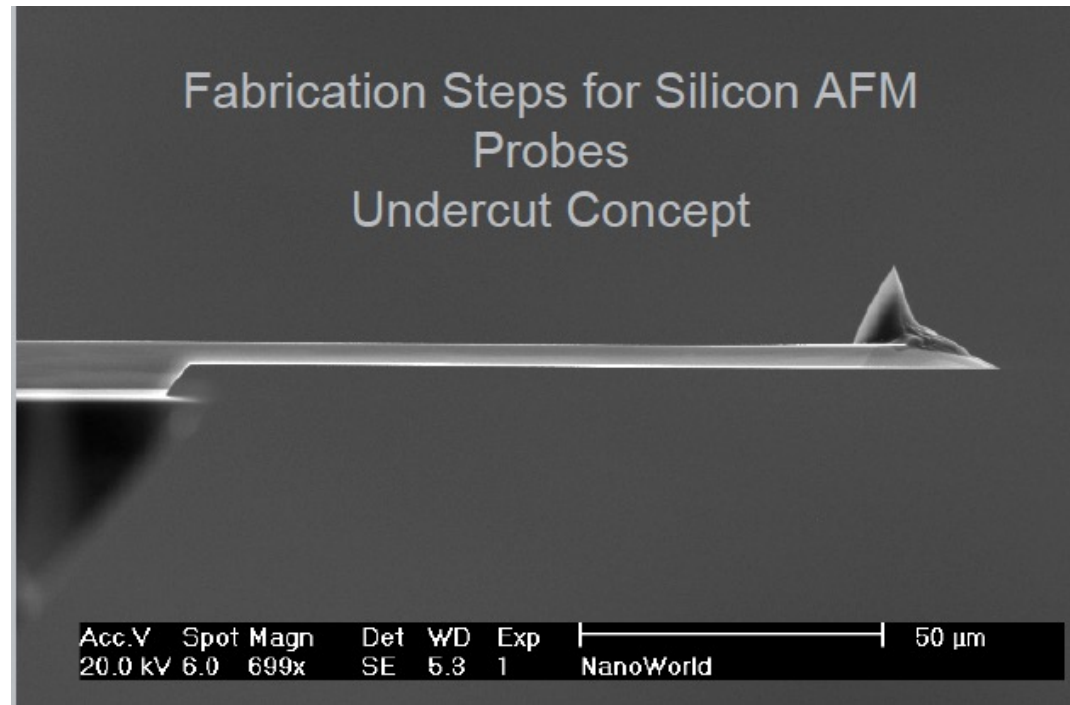 Fabrication Steps for Silicon AFM
Probes
Undercut Concept
Acc.V Spot Magn Det WD Exp 50 µm
20.0 kV 6.0 699x SE 5.3 1 NanoWorld